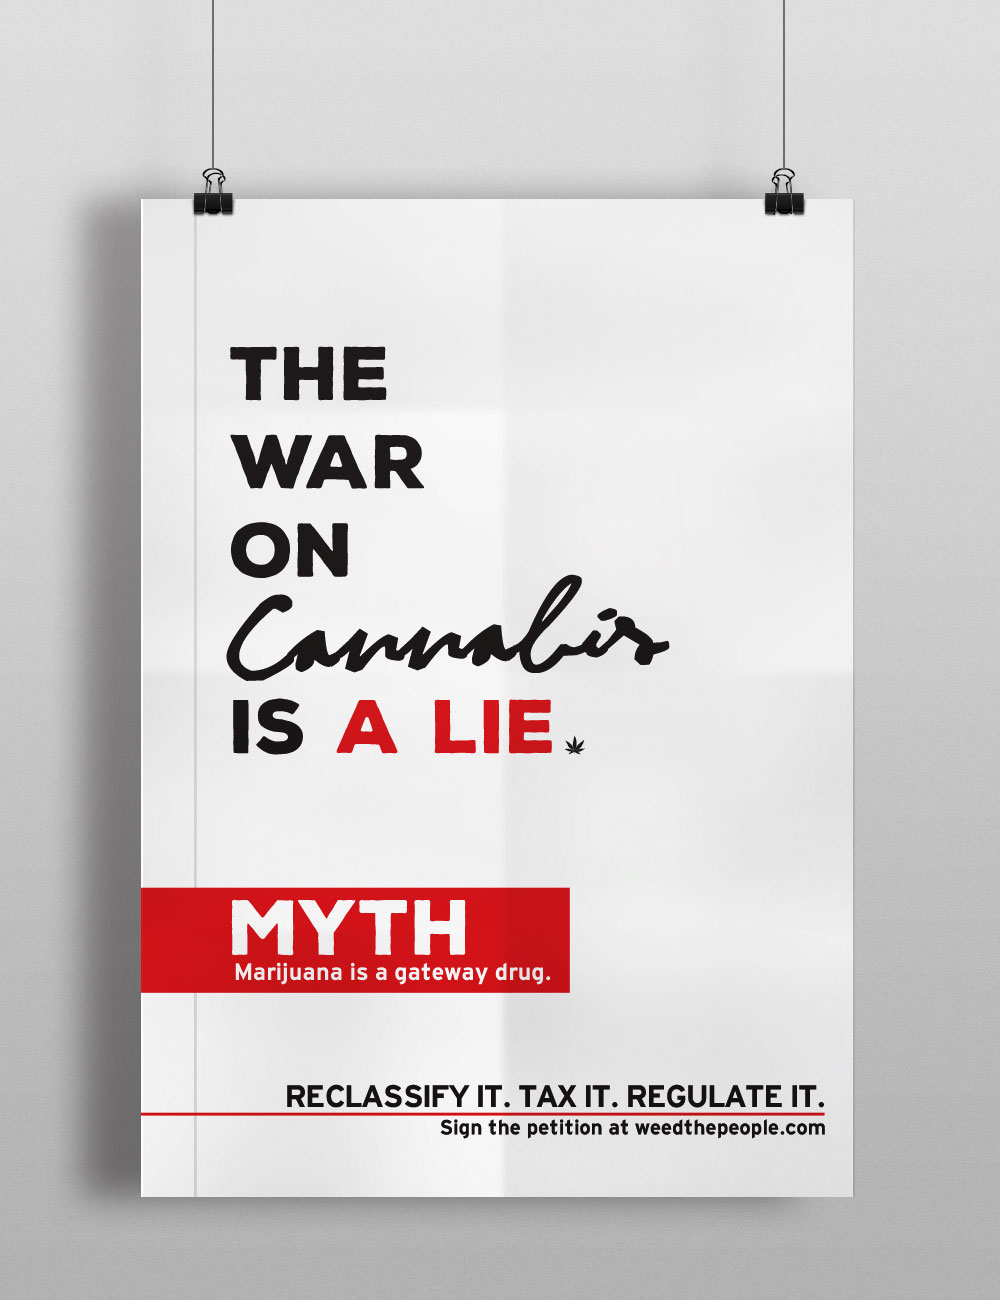 THE
WAR
ON
Cannabis
IS A LIE
MYTH
Marijuana is a gateway drug.
RECLASSIFY IT. TAX IT. REGULATE IT.
Sign the petition at weedthepeople.com